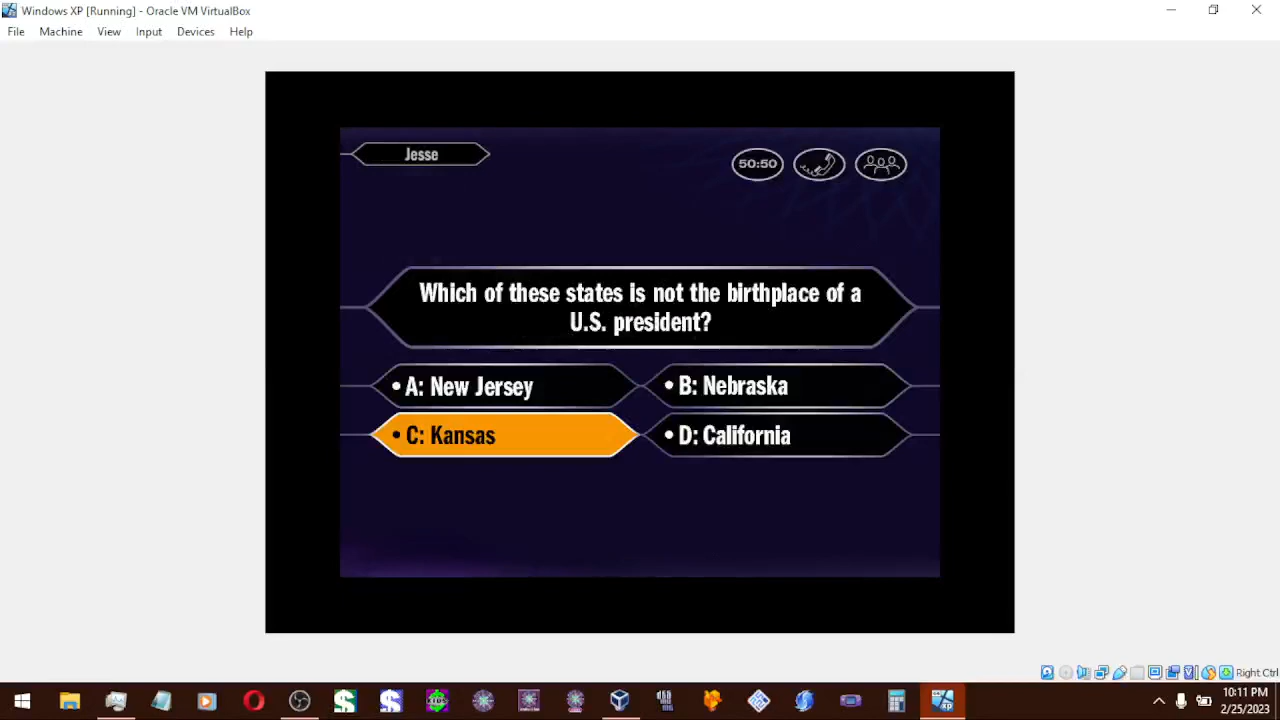 Windows XP [Running] - Oracle VM VirtualBox
File Machine View Input Devices Help
Jesse
50:50
Which of these states is not the birthplace of a
U.S. president?
• A: New Jersey
• B: Nebraska
• C: Kansas
• D: California
Right Ctrl
10:11 PM
2/25/2023